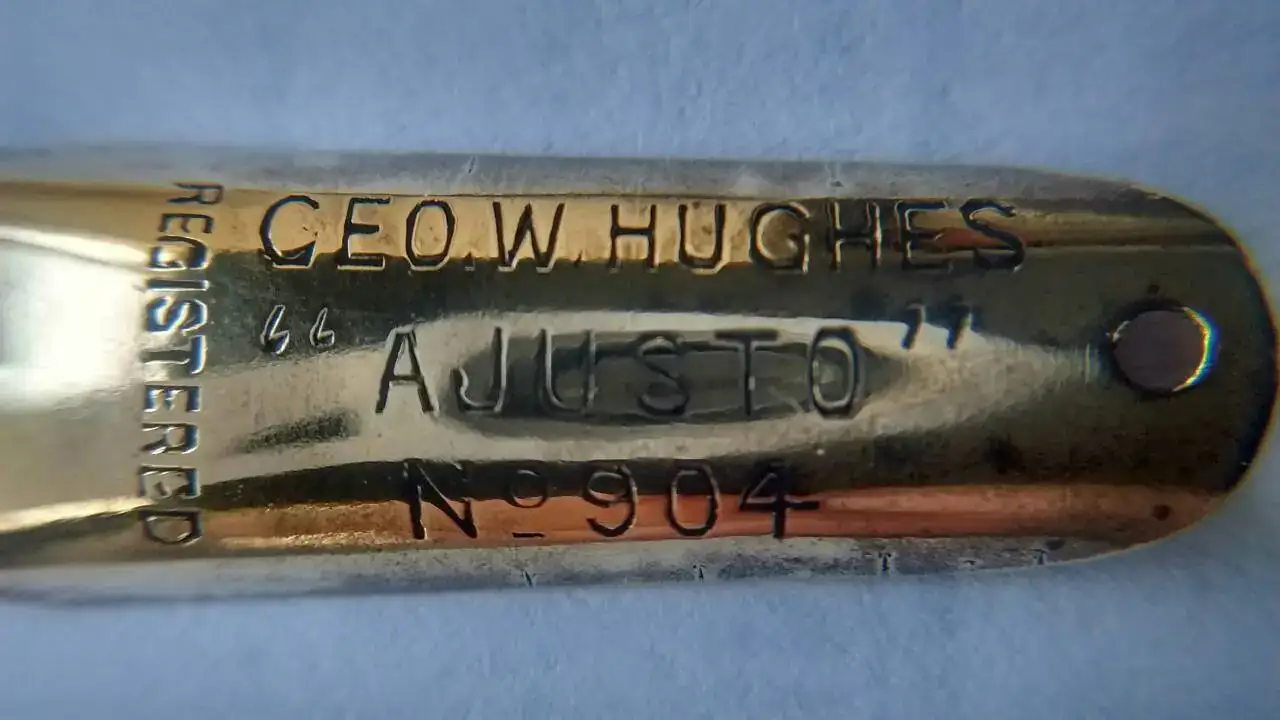 REGISTERED
GEO.W.HUGHES
"AJUSTO"
Nº 904